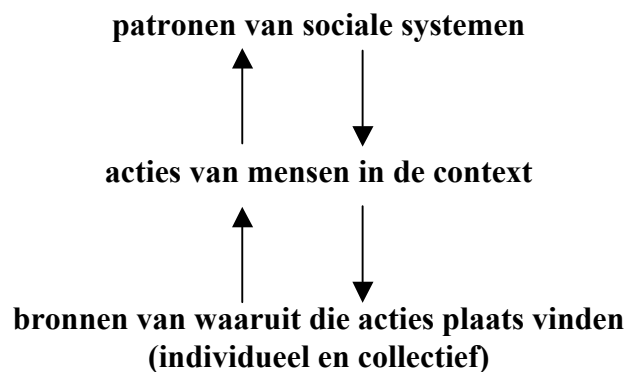 patronen van sociale systemen
acties van mensen in de context
bronnen van waaruit die acties plaats vinden
(individueel en collectief)